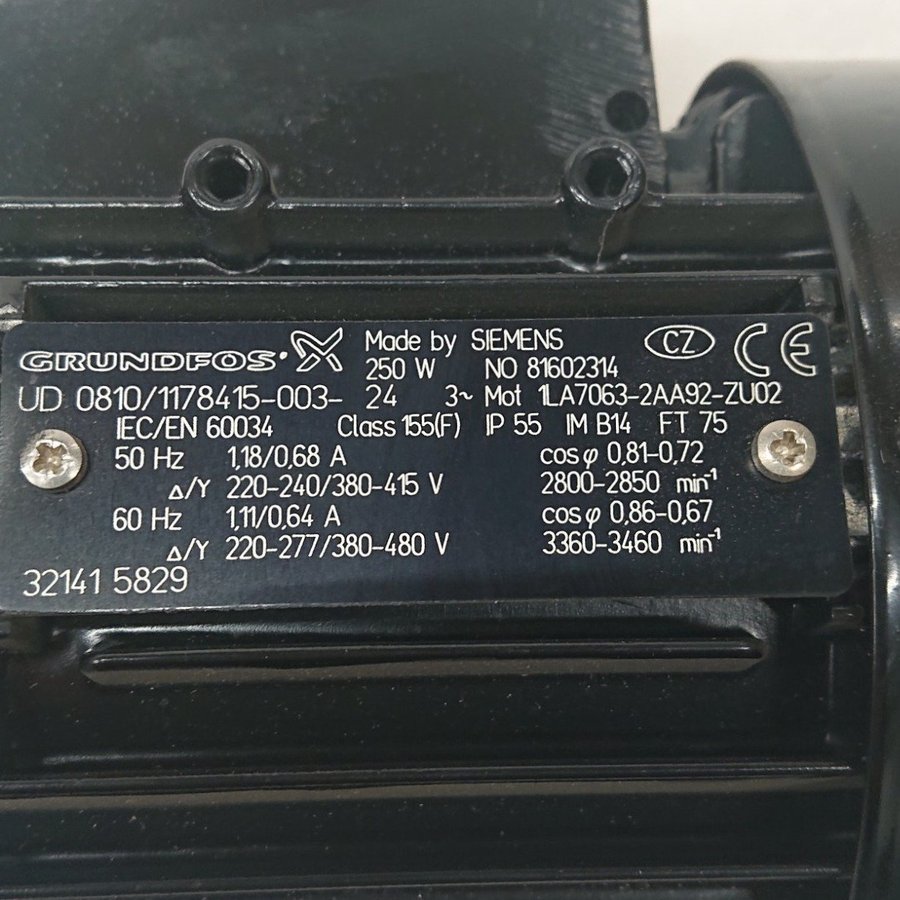 GRUNDFOS Made by SIEMENS CZ CE
250 W NO 81602314
UD 0810/1178415-003-24 3~ Mot 1LA7063-2AA92-ZU02
IEC/EN 60034 Class 155(F) IP 55 IM B14 FT 75
50 Hz 1,18/0,68 A cos φ 0,81-0,72
Δ/Y 220-240/380-415 V 2800-2850 min⁻¹
60 Hz 1,11/0,64 A cos φ 0,86-0,67
Δ/Y 220-277/380-480 V 3360-3460 min⁻¹
32141 5829